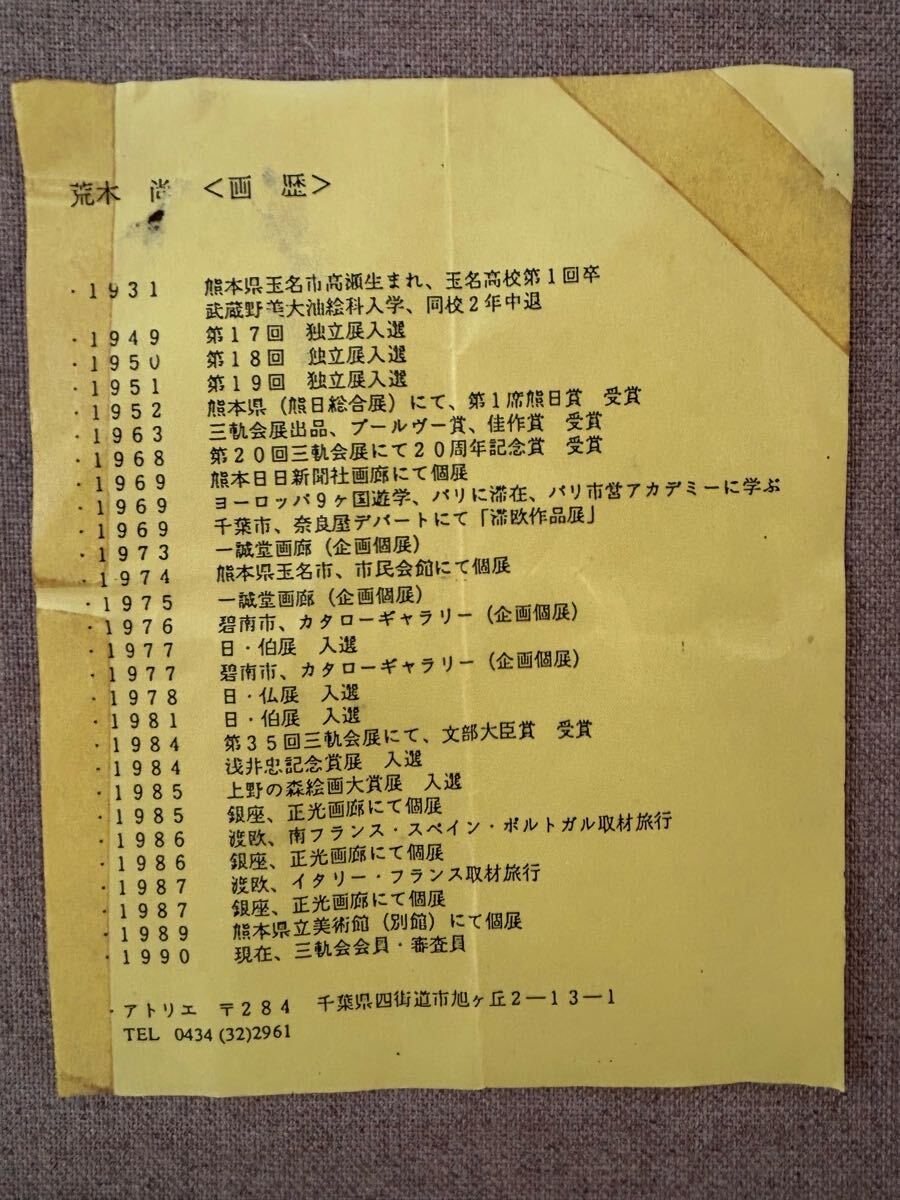 荒木 尚 <画 歴>
・1931 熊本県玉名市高瀬生まれ、玉名高校第1回卒
武蔵野美大油絵科入学、同校2年中退
・1949 第17回 独立展入選
・1950 第18回 独立展入選
・1951 第19回 独立展入選
・1952 熊本県(熊日総合展)にて、第1席熊日賞 受賞
・1963 三軌会展出品、ブールヴー賞、佳作賞 受賞
・1968 第20回三軌会展にて20周年記念賞 受賞
・1969 熊本日日新聞社画廊にて個展
・1969 ヨーロッパ9ヶ国遊学、パリに滞在、パリ市営アカデミーに学ぶ
・1969 千葉市、奈良屋デパートにて「滞欧作品展」
・1973 一誠堂画廊(企画個展)
・1974 熊本県玉名市、市民会館にて個展
・1975 一誠堂画廊(企画個展)
・1976 碧南市、カタローギャラリー(企画個展)
・1977 日・伯展 入選
・1977 碧南市、カタローギャラリー(企画個展)
・1978 日・仏展 入選
・1981 日・伯展 入選
・1984 第35回三軌会展にて、文部大臣賞 受賞
・1984 浅井忠記念賞展 入選
・1985 上野の森絵画大賞展 入選
・1985 銀座、正光画廊にて個展
・1986 渡欧、南フランス・スペイン・ポルトガル取材旅行
・1986 銀座、正光画廊にて個展
・1987 渡欧、イタリー・フランス取材旅行
・1987 銀座、正光画廊にて個展
・1989 熊本県立美術館(別館)にて個展
・1990 現在、三軌会会員・審査員
・アトリエ 〒284 千葉県四街道市旭ヶ丘2―13―1
TEL 0434 (32)2961